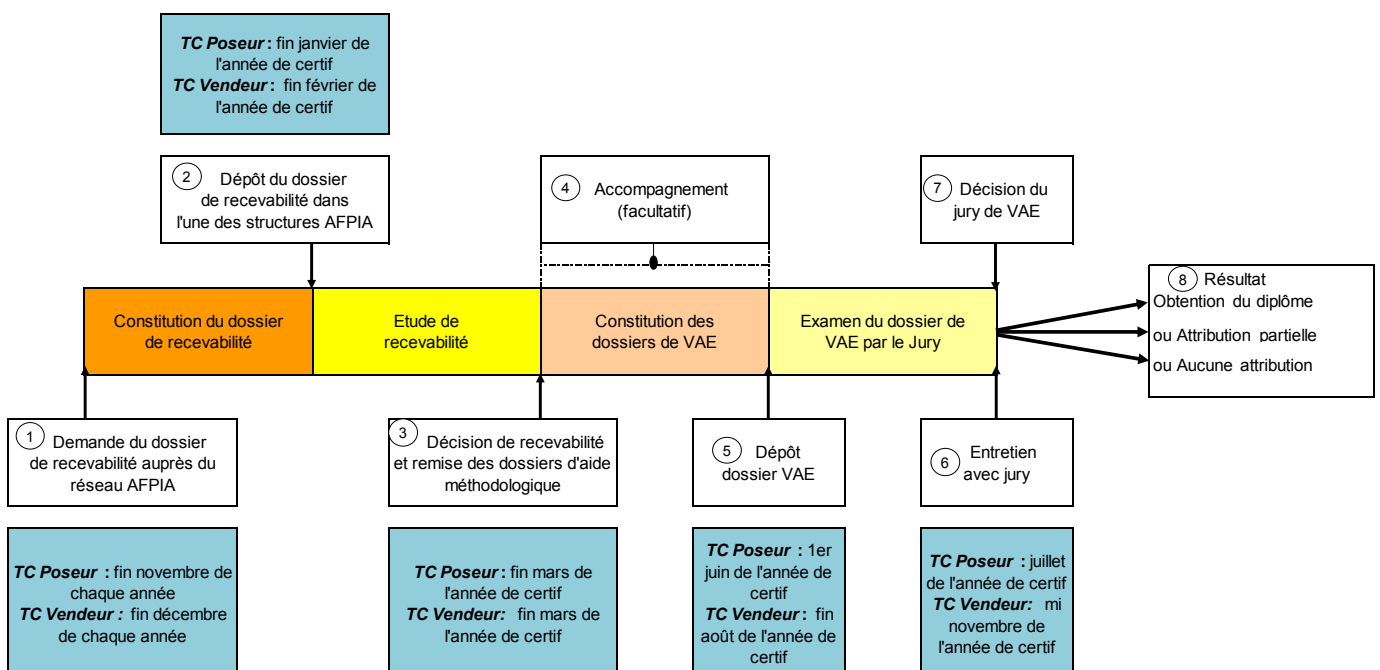 TC Poseur : fin janvier de
l'année de certif
TC Vendeur : fin février de
l'année de certif
2 Dépôt du dossier
de recevabilité dans
l'une des structures AFPIA
4 Accompagnement
(facultatif)
7 Décision du
jury de VAE
Constitution du dossier
de recevabilité
Etude de
recevabilité
Constitution des
dossiers de VAE
Examen du dossier de
VAE par le Jury
8 Résultat
Obtention du diplôme
ou Attribution partielle
ou Aucune attribution
1 Demande du dossier
de recevabilité auprès du
réseau AFPIA
3 Décision de recevabilité
et remise des dossiers d'aide
méthodologique
5 Dépôt
dossier VAE
6 Entretien
avec jury
TC Poseur : fin novembre de
chaque année
TC Vendeur : fin décembre
de chaque année
TC Poseur : fin mars de
l'année de certif
TC Vendeur: fin mars de
l'année de certif
TC Poseur : 1er
juin de l'année de
certif
TC Vendeur : fin
août de l'année de
certif
TC Poseur : juillet
de l'année de certif
TC Vendeur: mi
novembre de
l'année de certif